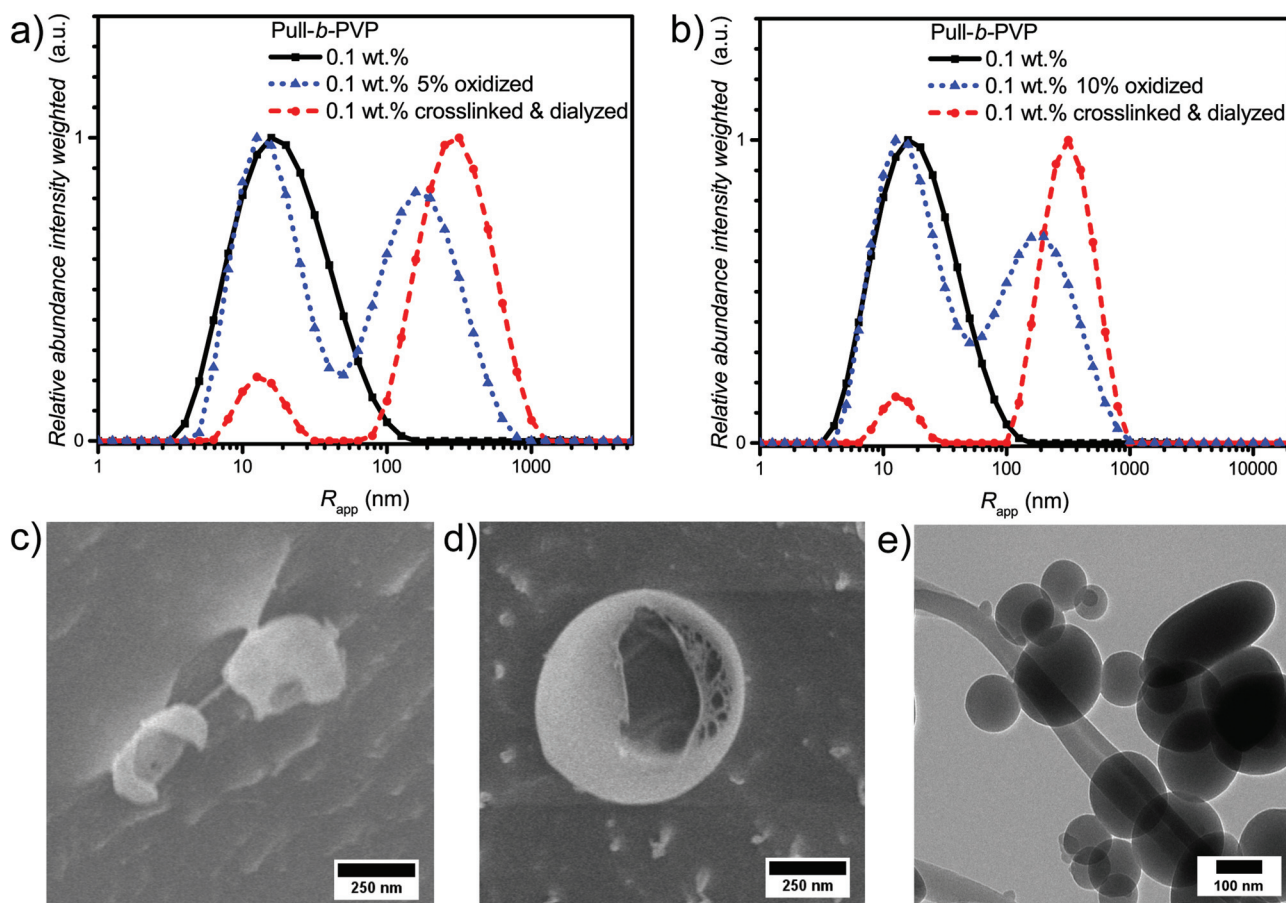 a)
Pull-b-PVP
0.1 wt.%
0.1 wt.% 5% oxidized
0.1 wt.% crosslinked & dialyzed
Relative abundance intensity weighted (a.u.)
1
0
1 10 100 1000
Rapp (nm)
b)
Pull-b-PVP
0.1 wt.%
0.1 wt.% 10% oxidized
0.1 wt.% crosslinked & dialyzed
Relative abundance intensity weighted (a.u.)
1
0
1 10 100 1000 10000
Rapp (nm)
c)
250 nm
d)
250 nm
e)
100 nm